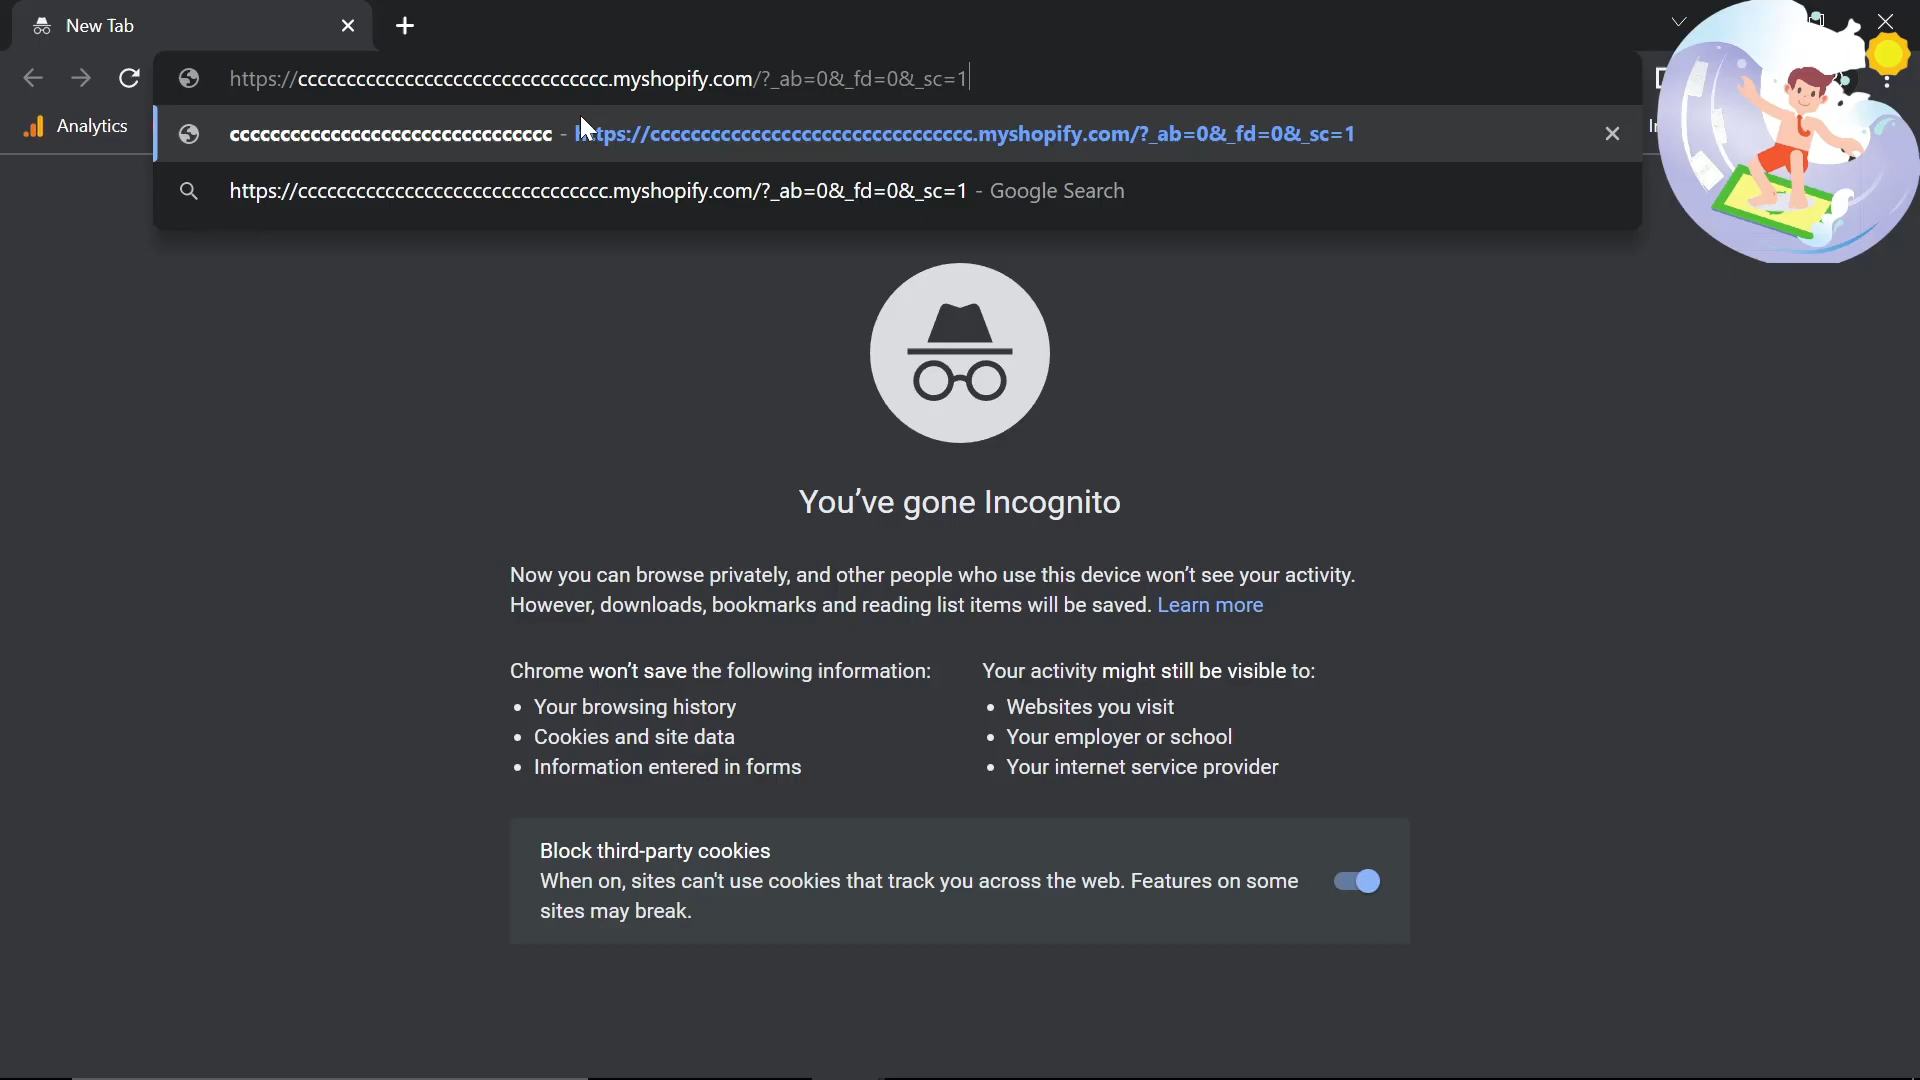 New Tab
https://cccccccccccccccccccccccccccccccc.myshopify.com/?_ab=0&_fd=0&_sc=1
Analytics
cccccccccccccccccccccccccccccccc - https://cccccccccccccccccccccccccccccccc.myshopify.com/?_ab=0&_fd=0&_sc=1
https://cccccccccccccccccccccccccccccccc.myshopify.com/?_ab=0&_fd=0&_sc=1 - Google Search
You've gone Incognito
Now you can browse privately, and other people who use this device won't see your activity.
However, downloads, bookmarks and reading list items will be saved. Learn more
Chrome won't save the following information:
Your browsing history
Cookies and site data
Information entered in forms
Your activity might still be visible to:
Websites you visit
Your employer or school
Your internet service provider
Block third-party cookies
When on, sites can't use cookies that track you across the web. Features on some
sites may break.